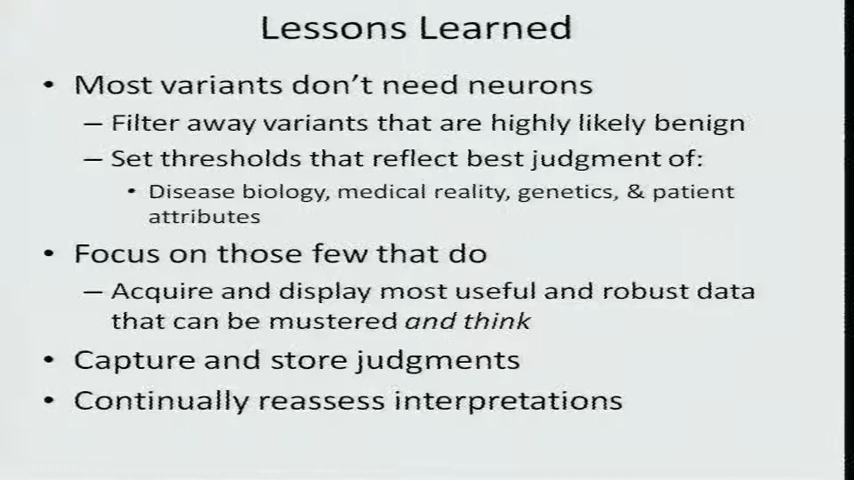 Lessons Learned
• Most variants don't need neurons
– Filter away variants that are highly likely benign
– Set thresholds that reflect best judgment of:
• Disease biology, medical reality, genetics, & patient
attributes
• Focus on those few that do
– Acquire and display most useful and robust data
that can be mustered and think
• Capture and store judgments
• Continually reassess interpretations